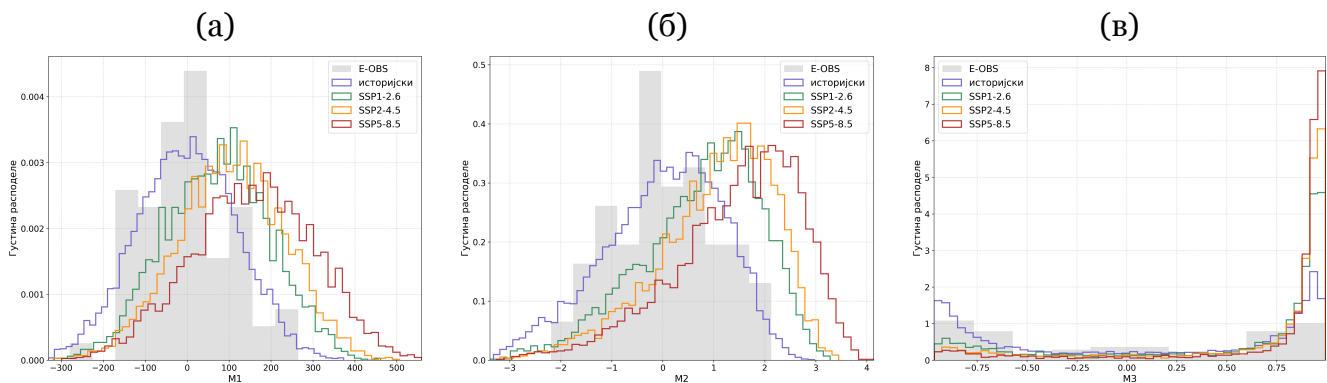 (а)
Густина расподеле
0.004
0.003
0.002
0.001
0.000
−300 −200 −100 0 100 200 300 400 500
M1
E-OBS
историјски
SSP1-2.6
SSP2-4.5
SSP5-8.5
(б)
Густина расподеле
0.5
0.4
0.3
0.2
0.1
0.0
−3 −2 −1 0 1 2 3 4
M2
E-OBS
историјски
SSP1-2.6
SSP2-4.5
SSP5-8.5
(в)
Густина расподеле
8
7
6
5
4
3
2
1
0
−0.75 −0.50 −0.25 0.00 0.25 0.50 0.75
M3
E-OBS
историјски
SSP1-2.6
SSP2-4.5
SSP5-8.5